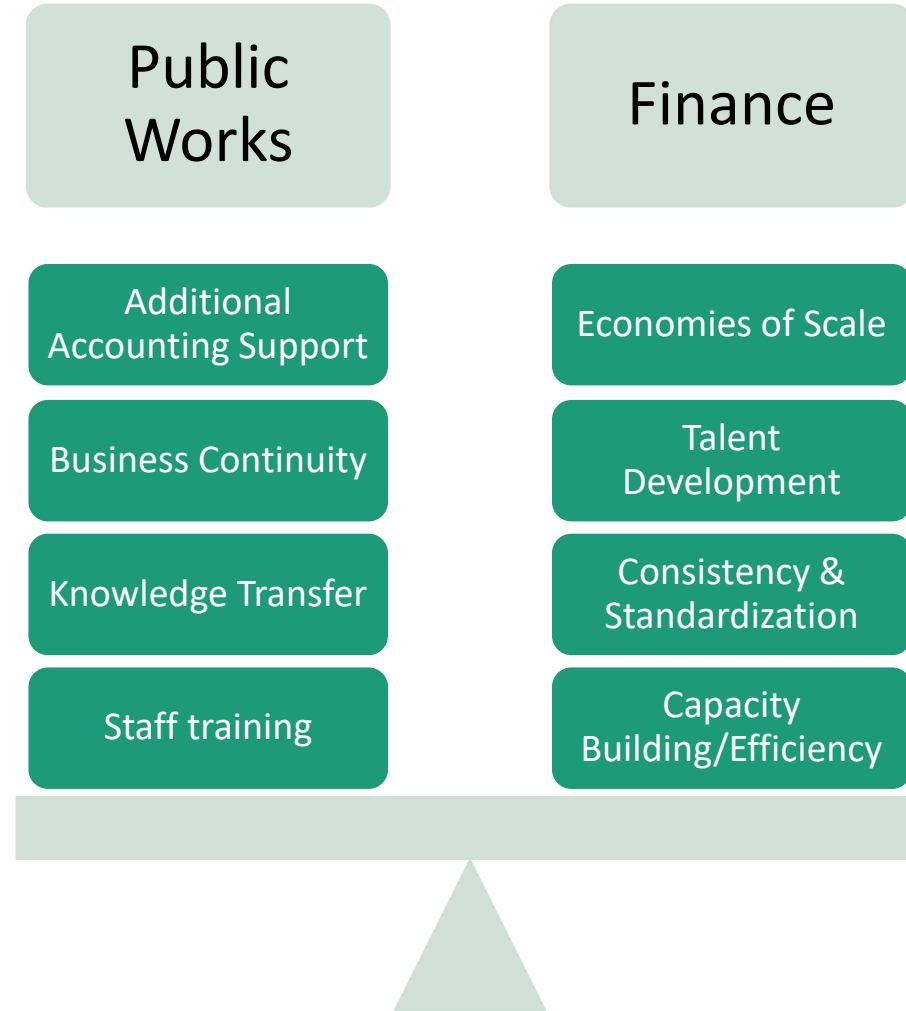 Public
Works
Finance
Additional
Accounting Support
Business Continuity
Knowledge Transfer
Staff training
Economies of Scale
Talent
Development
Consistency &
Standardization
Capacity
Building/Efficiency